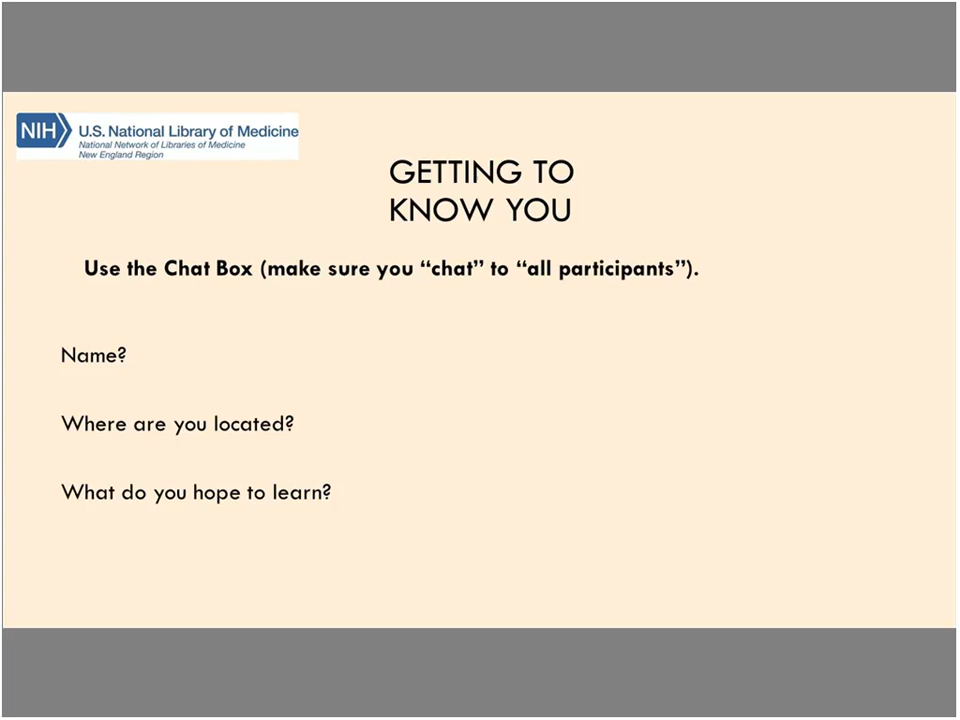 NIH
U.S. National Library of Medicine
National Network of Libraries of Medicine
New England Region
GETTING TO
KNOW YOU
Use the Chat Box (make sure you “chat” to “all participants”).
Name?
Where are you located?
What do you hope to learn?